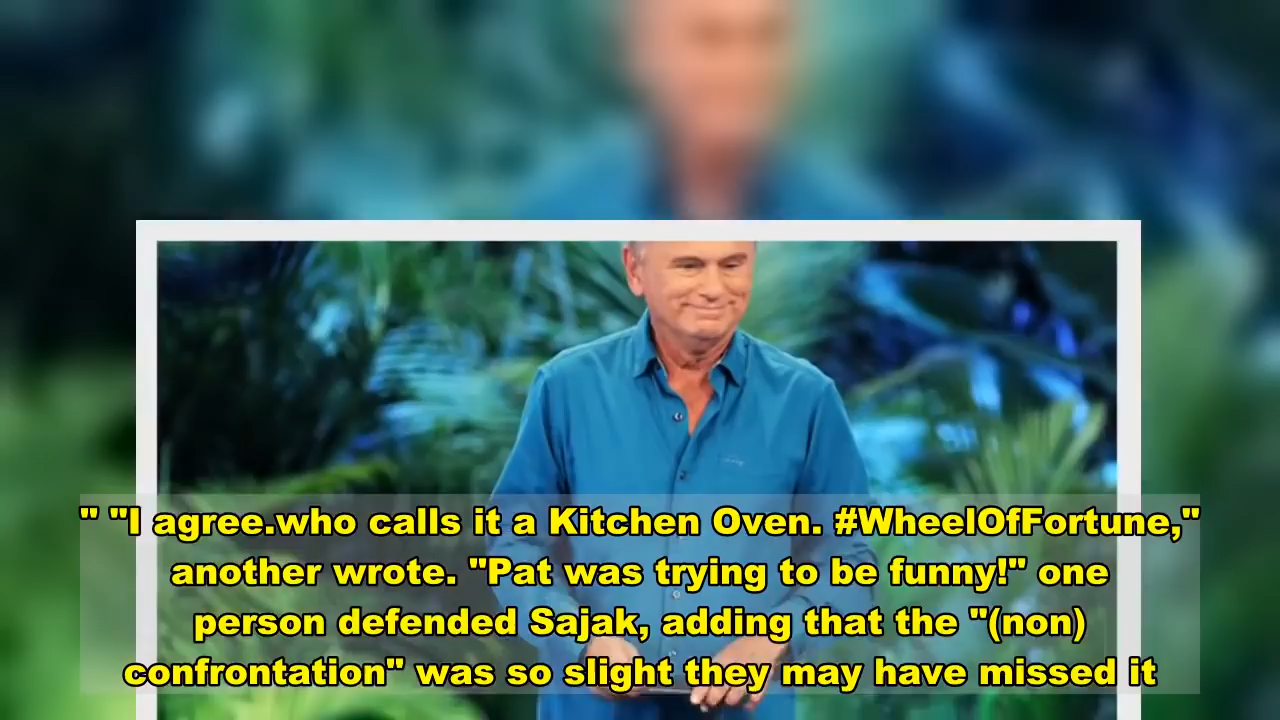 " "I agree.who calls it a Kitchen Oven. #WheelOfFortune,"
another wrote. "Pat was trying to be funny!" one
person defended Sajak, adding that the "(non)
confrontation" was so slight they may have missed it